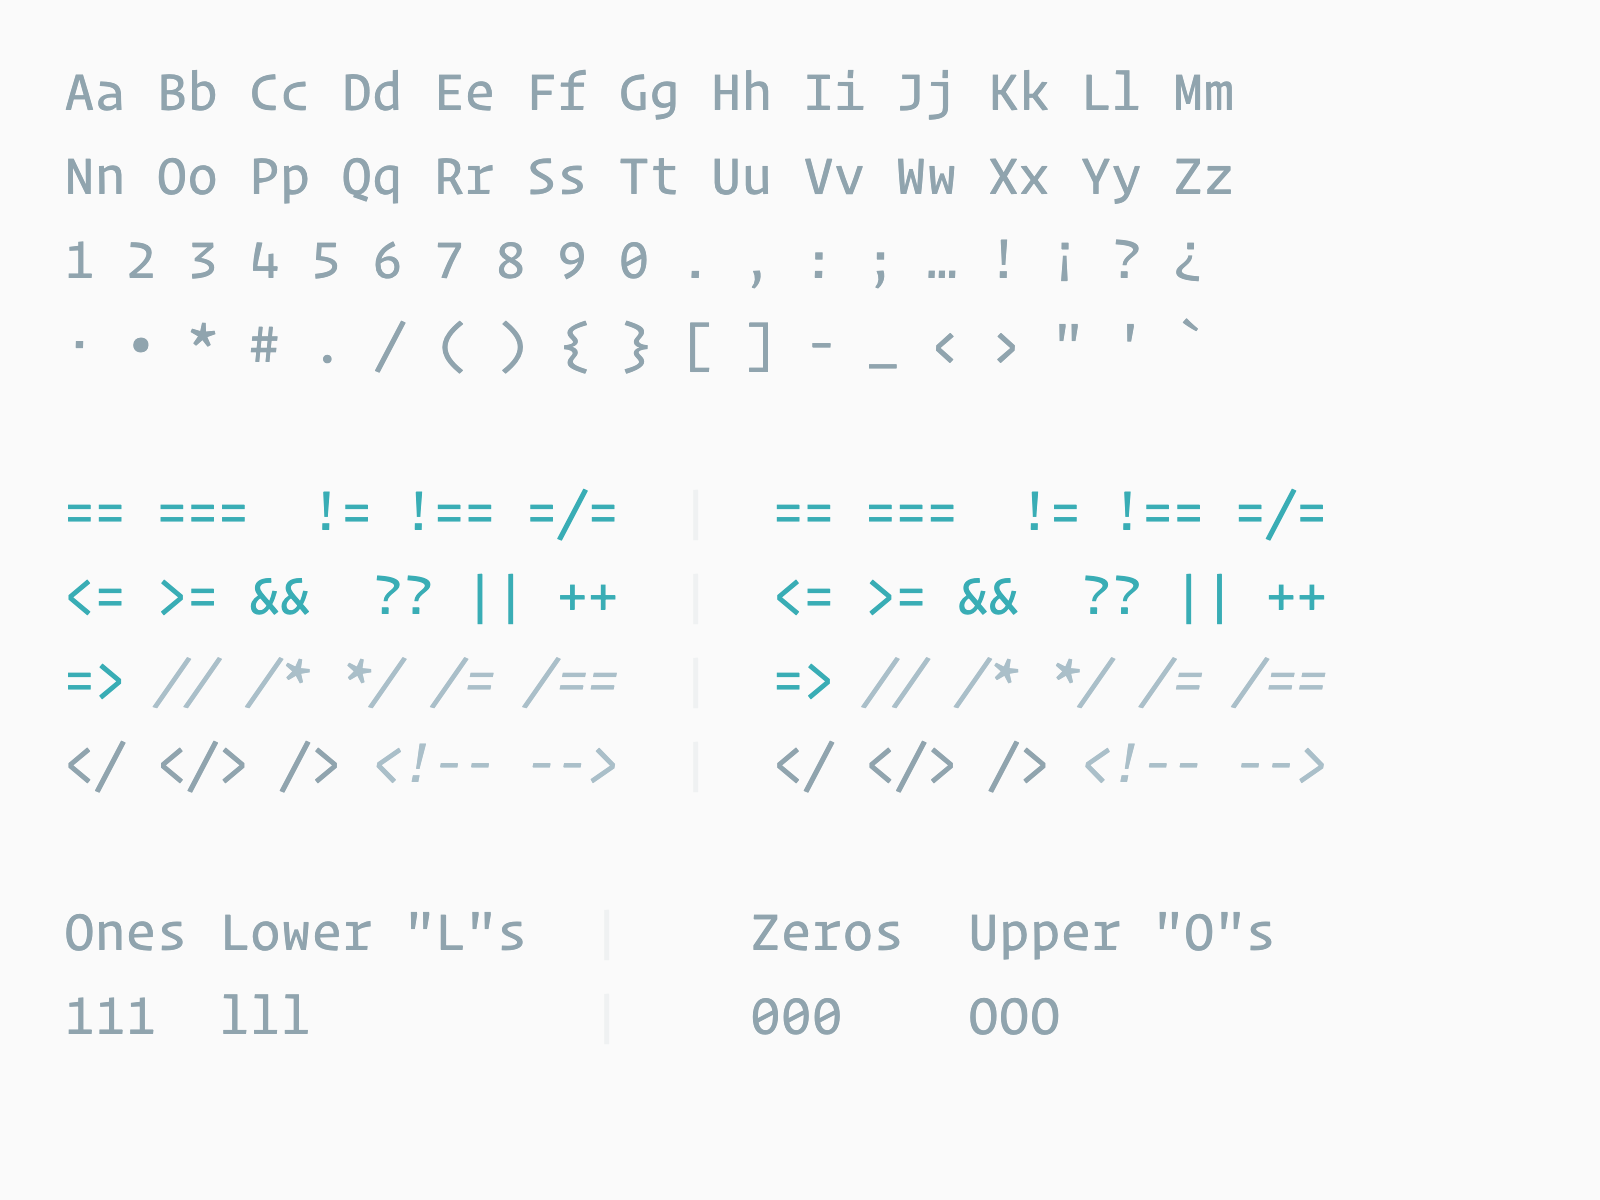 Aa Bb Cc Dd Ee Ff Gg Hh Ii Jj Kk Ll Mm
Nn Oo Pp Qq Rr Ss Tt Uu Vv Ww Xx Yy Zz
1 2 3 4 5 6 7 8 9 0 . , : ; … ! ¡ ? ¿
· • * # . / ( ) { } [ ] - _ < > " ' `
== ===  != !== =/=  |  == ===  != !== =/=
<= >= &&  ?? || ++  |  <= >= &&  ?? || ++
=> // /* */ /= /==  |  => // /* */ /= /==
</ </> /> <!-- -->  |  </ </> /> <!-- -->
Ones Lower "L"s  |  Zeros  Upper "O"s
111  lll  |  000  OOO